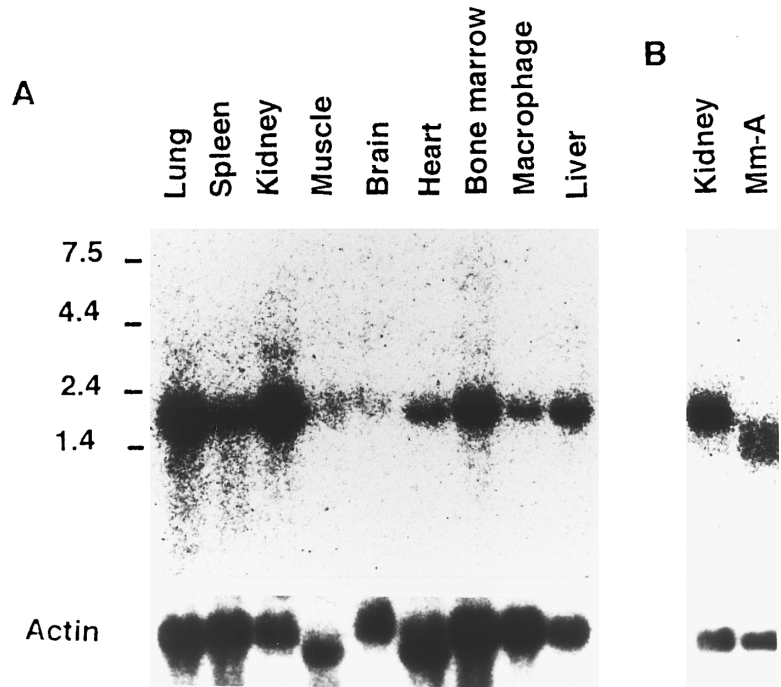 A
B
Lung
Spleen
Kidney
Muscle
Brain
Heart
Bone marrow
Macrophage
Liver
Kidney
Mm-A
7.5
4.4
2.4
1.4
Actin